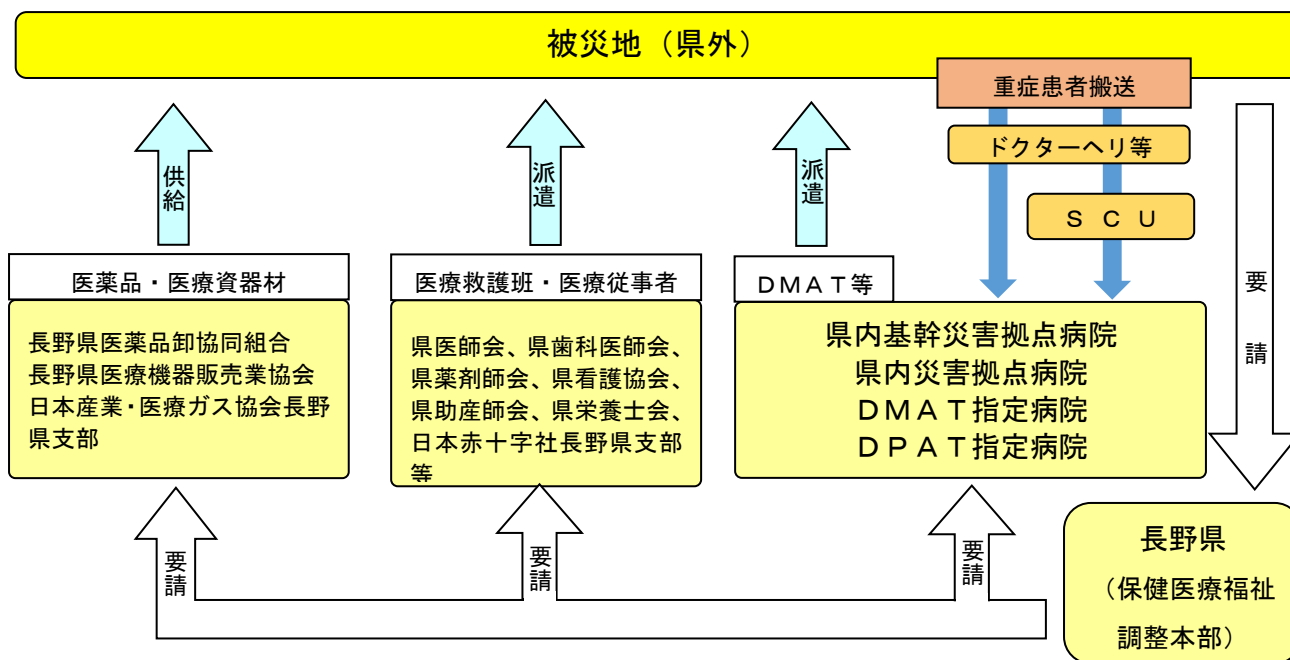 被災地（県外）
重症患者搬送
ドクターヘリ等
ＳＣＵ
供給
派遣
派遣
要請
医薬品・医療資器材
長野県医薬品卸協同組合
長野県医療機器販売業協会
日本産業・医療ガス協会長野
県支部
医療救護班・医療従事者
県医師会、県歯科医師会、
県薬剤師会、県看護協会、
県助産師会、県栄養士会、
日本赤十字社長野県支部
等
ＤＭＡＴ等
県内基幹災害拠点病院
県内災害拠点病院
ＤＭＡＴ指定病院
ＤＰＡＴ指定病院
要請
要請
要請
長野県
（保健医療福祉
調整本部）